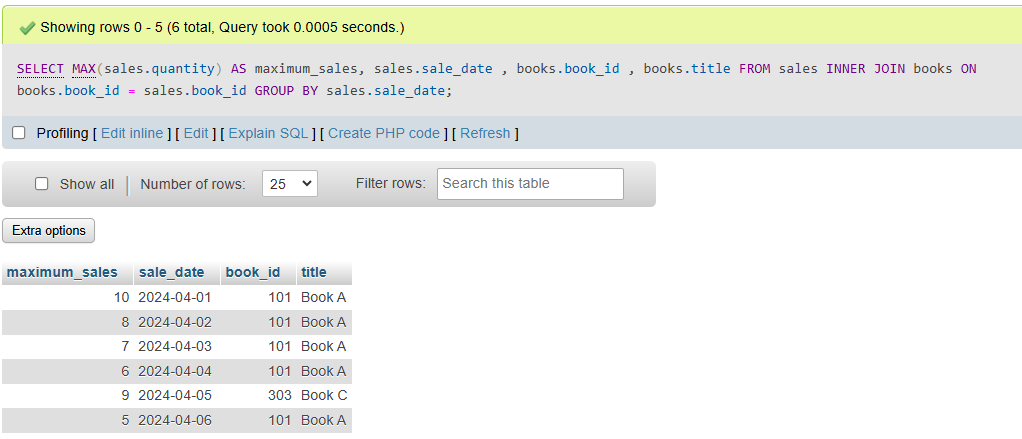 Showing rows 0 - 5 (6 total, Query took 0.0005 seconds.)
SELECT MAX(sales.quantity) AS maximum_sales, sales.sale_date , books.book_id , books.title FROM sales INNER JOIN books ON
books.book_id = sales.book_id GROUP BY sales.sale_date;
Profiling [ Edit inline ] [ Edit ] [ Explain SQL ] [ Create PHP code ] [ Refresh ]
Show all Number of rows: 25 Filter rows: Search this table
Extra options
maximum_sales sale_date book_id title
10 2024-04-01 101 Book A
8 2024-04-02 101 Book A
7 2024-04-03 101 Book A
6 2024-04-04 101 Book A
9 2024-04-05 303 Book C
5 2024-04-06 101 Book A